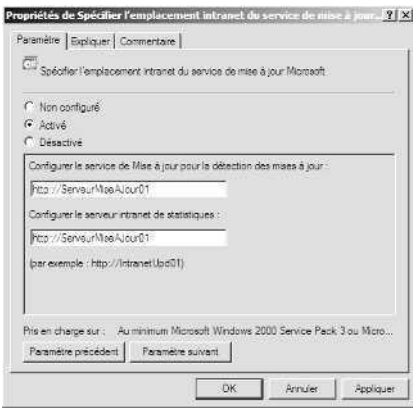 Propriétés de Spécifier l'emplacement intranet du service de mise à jour...
Paramètre Expliquer Commentaire
Spécifier l'emplacement intranet du service de mise à jour Microsoft
Non configuré
Activé
Désactivé
Configurer le service de Mise à jour pour la détection des mises à jour :
http://ServeurMiseAJour01
Configurer le serveur intranet de statistiques :
http://ServeurMiseAJour01
(par exemple : http://IntranetUpd01)
Pris en charge sur : Au minimum Microsoft Windows 2000 Service Pack 3 ou Micro...
Paramètre précédent Paramètre suivant
OK Annuler Appliquer